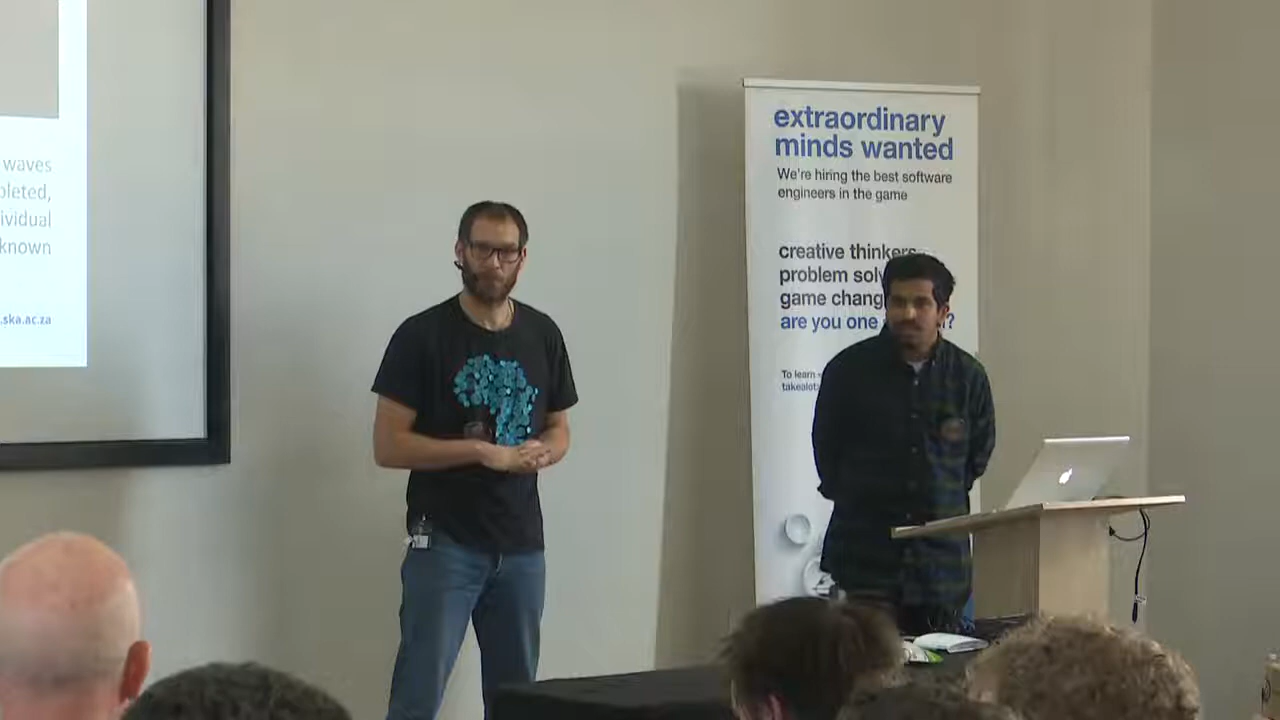 waves
pleted,
ividual
known
.ska.ac.za
extraordinary
minds wanted
We're hiring the best software
engineers in the game
creative thinkers
problem solv
game chang
are you one ?
To learn
takealot